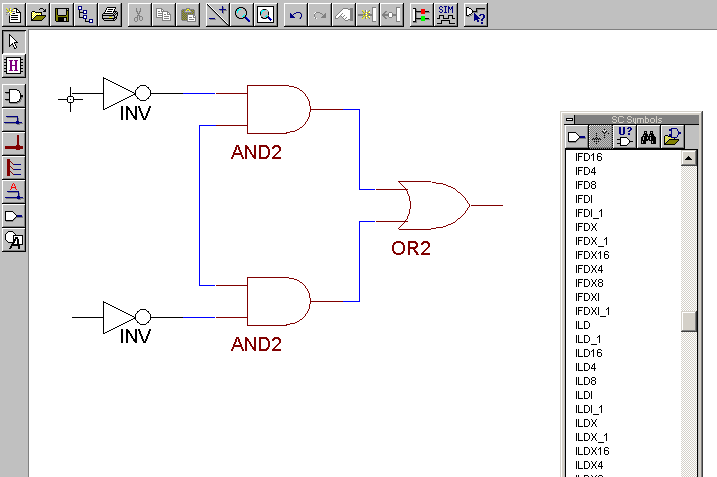 SIM
?
H
INV
AND2
OR2
INV
AND2
A
A
SC Symbols
U?
IFD16
IFD4
IFD8
IFDI
IFDI_1
IFDX
IFDX_1
IFDX16
IFDX4
IFDX8
IFDXI
IFDXI_1
ILD
ILD_1
ILD16
ILD4
ILD8
ILDI
ILDI_1
ILDX
ILDX_1
ILDX16
ILDX4